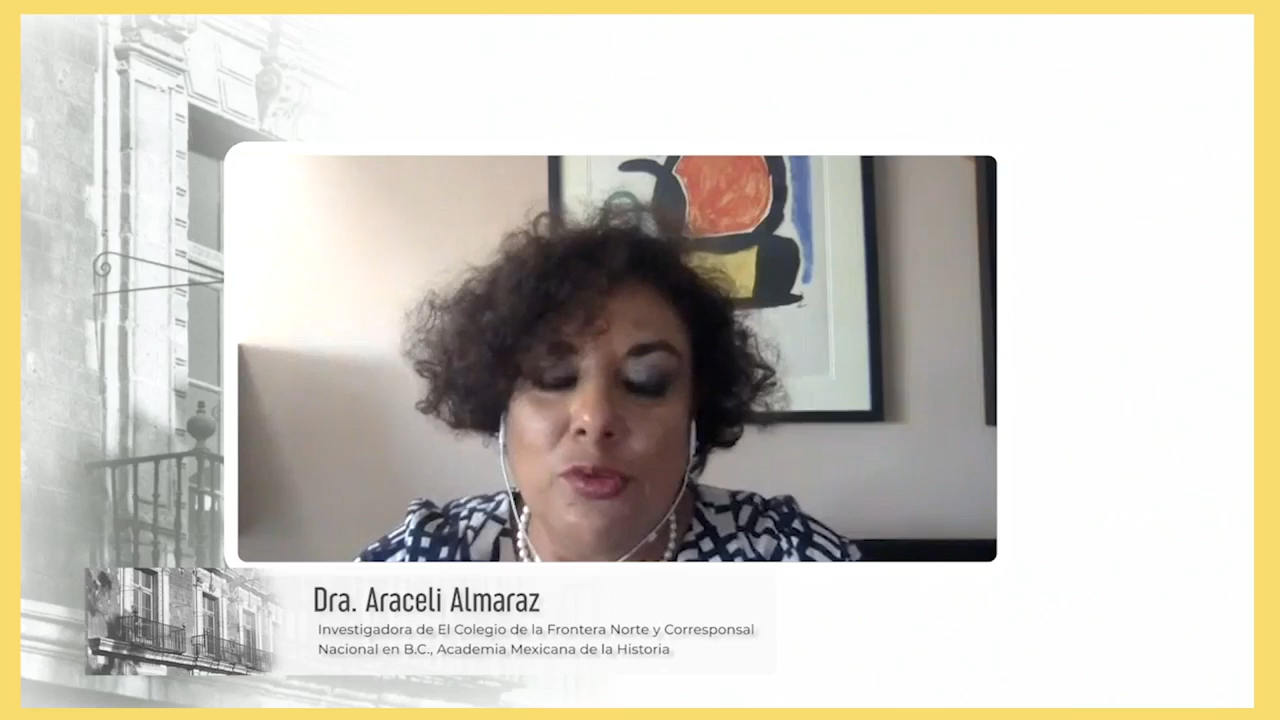 Dra. Araceli Almaraz
Investigadora de El Colegio de la Frontera Norte y Corresponsal
Nacional en B.C., Academia Mexicana de la Historia